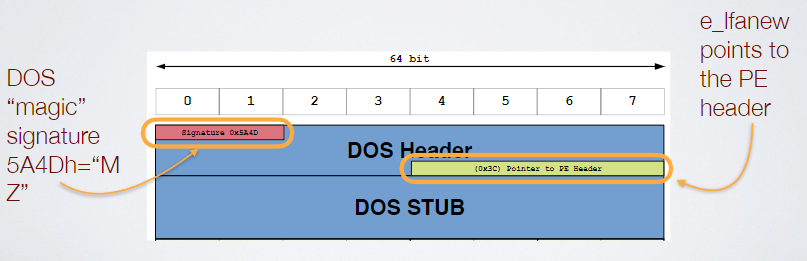 DOS
“magic”
signature
5A4Dh=“M
Z”
e_lfanew
points to
the PE
header
64 bit
0 1 2 3 4 5 6 7
Signature 0x5A4D
DOS Header
(0x3C) Pointer to PE Header
DOS STUB